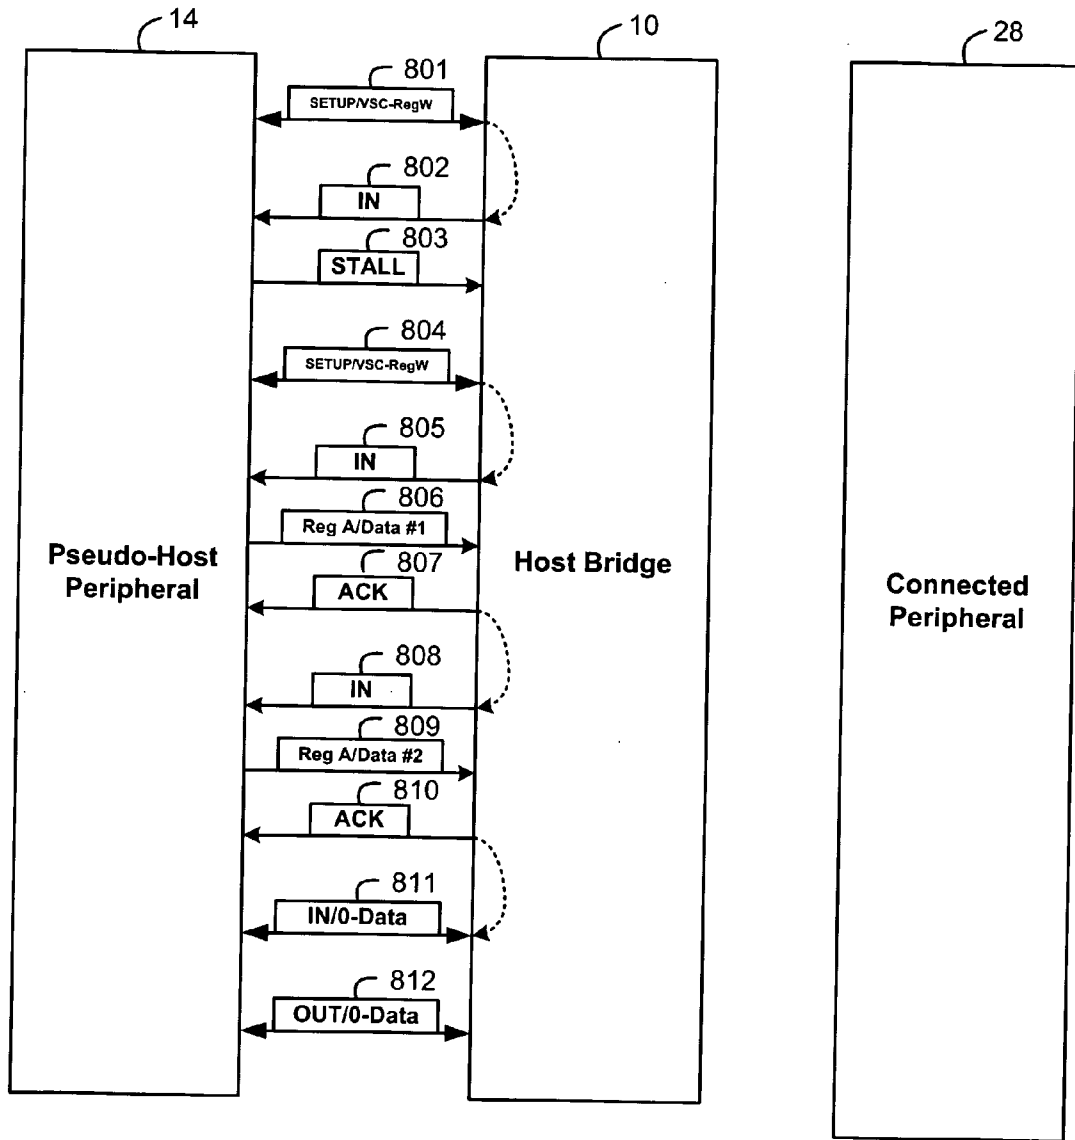 14
10
28
801
SETUP/VSC-RegW
802
IN
803
STALL
804
SETUP/VSC-RegW
805
IN
806
Reg A/Data #1
807
ACK
Pseudo-Host
Peripheral
Host Bridge
Connected
Peripheral
808
IN
809
Reg A/Data #2
810
ACK
811
IN/0-Data
812
OUT/0-Data